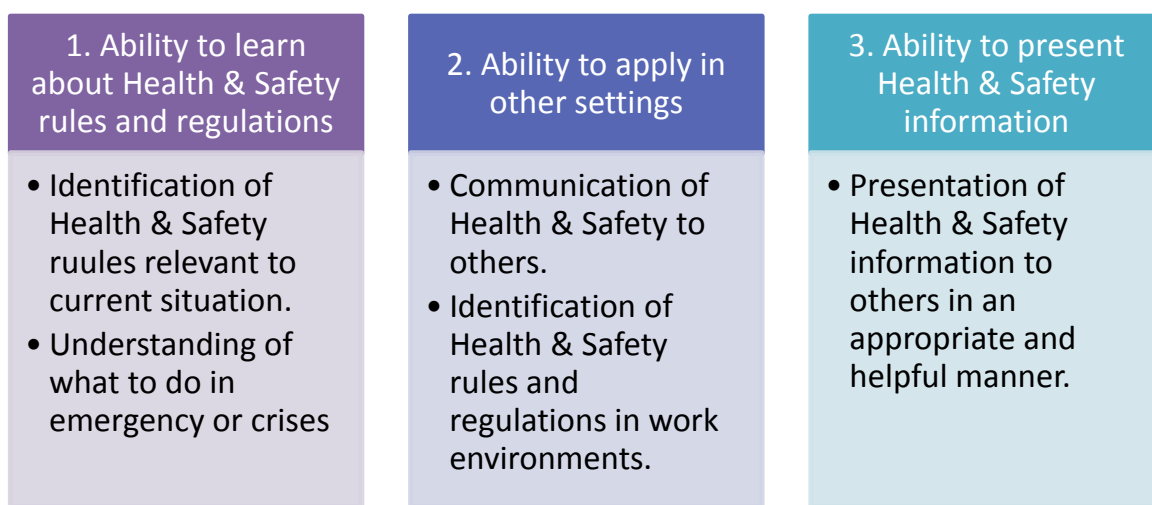 1. Ability to learn
about Health & Safety
rules and regulations
• Identification of
Health & Safety
ruules relevant to
current situation.
• Understanding of
what to do in
emergency or crises
2. Ability to apply in
other settings
• Communication of
Health & Safety to
others.
• Identification of
Health & Safety
rules and
regulations in work
environments.
3. Ability to present
Health & Safety
information
• Presentation of
Health & Safety
information to
others in an
appropriate and
helpful manner.